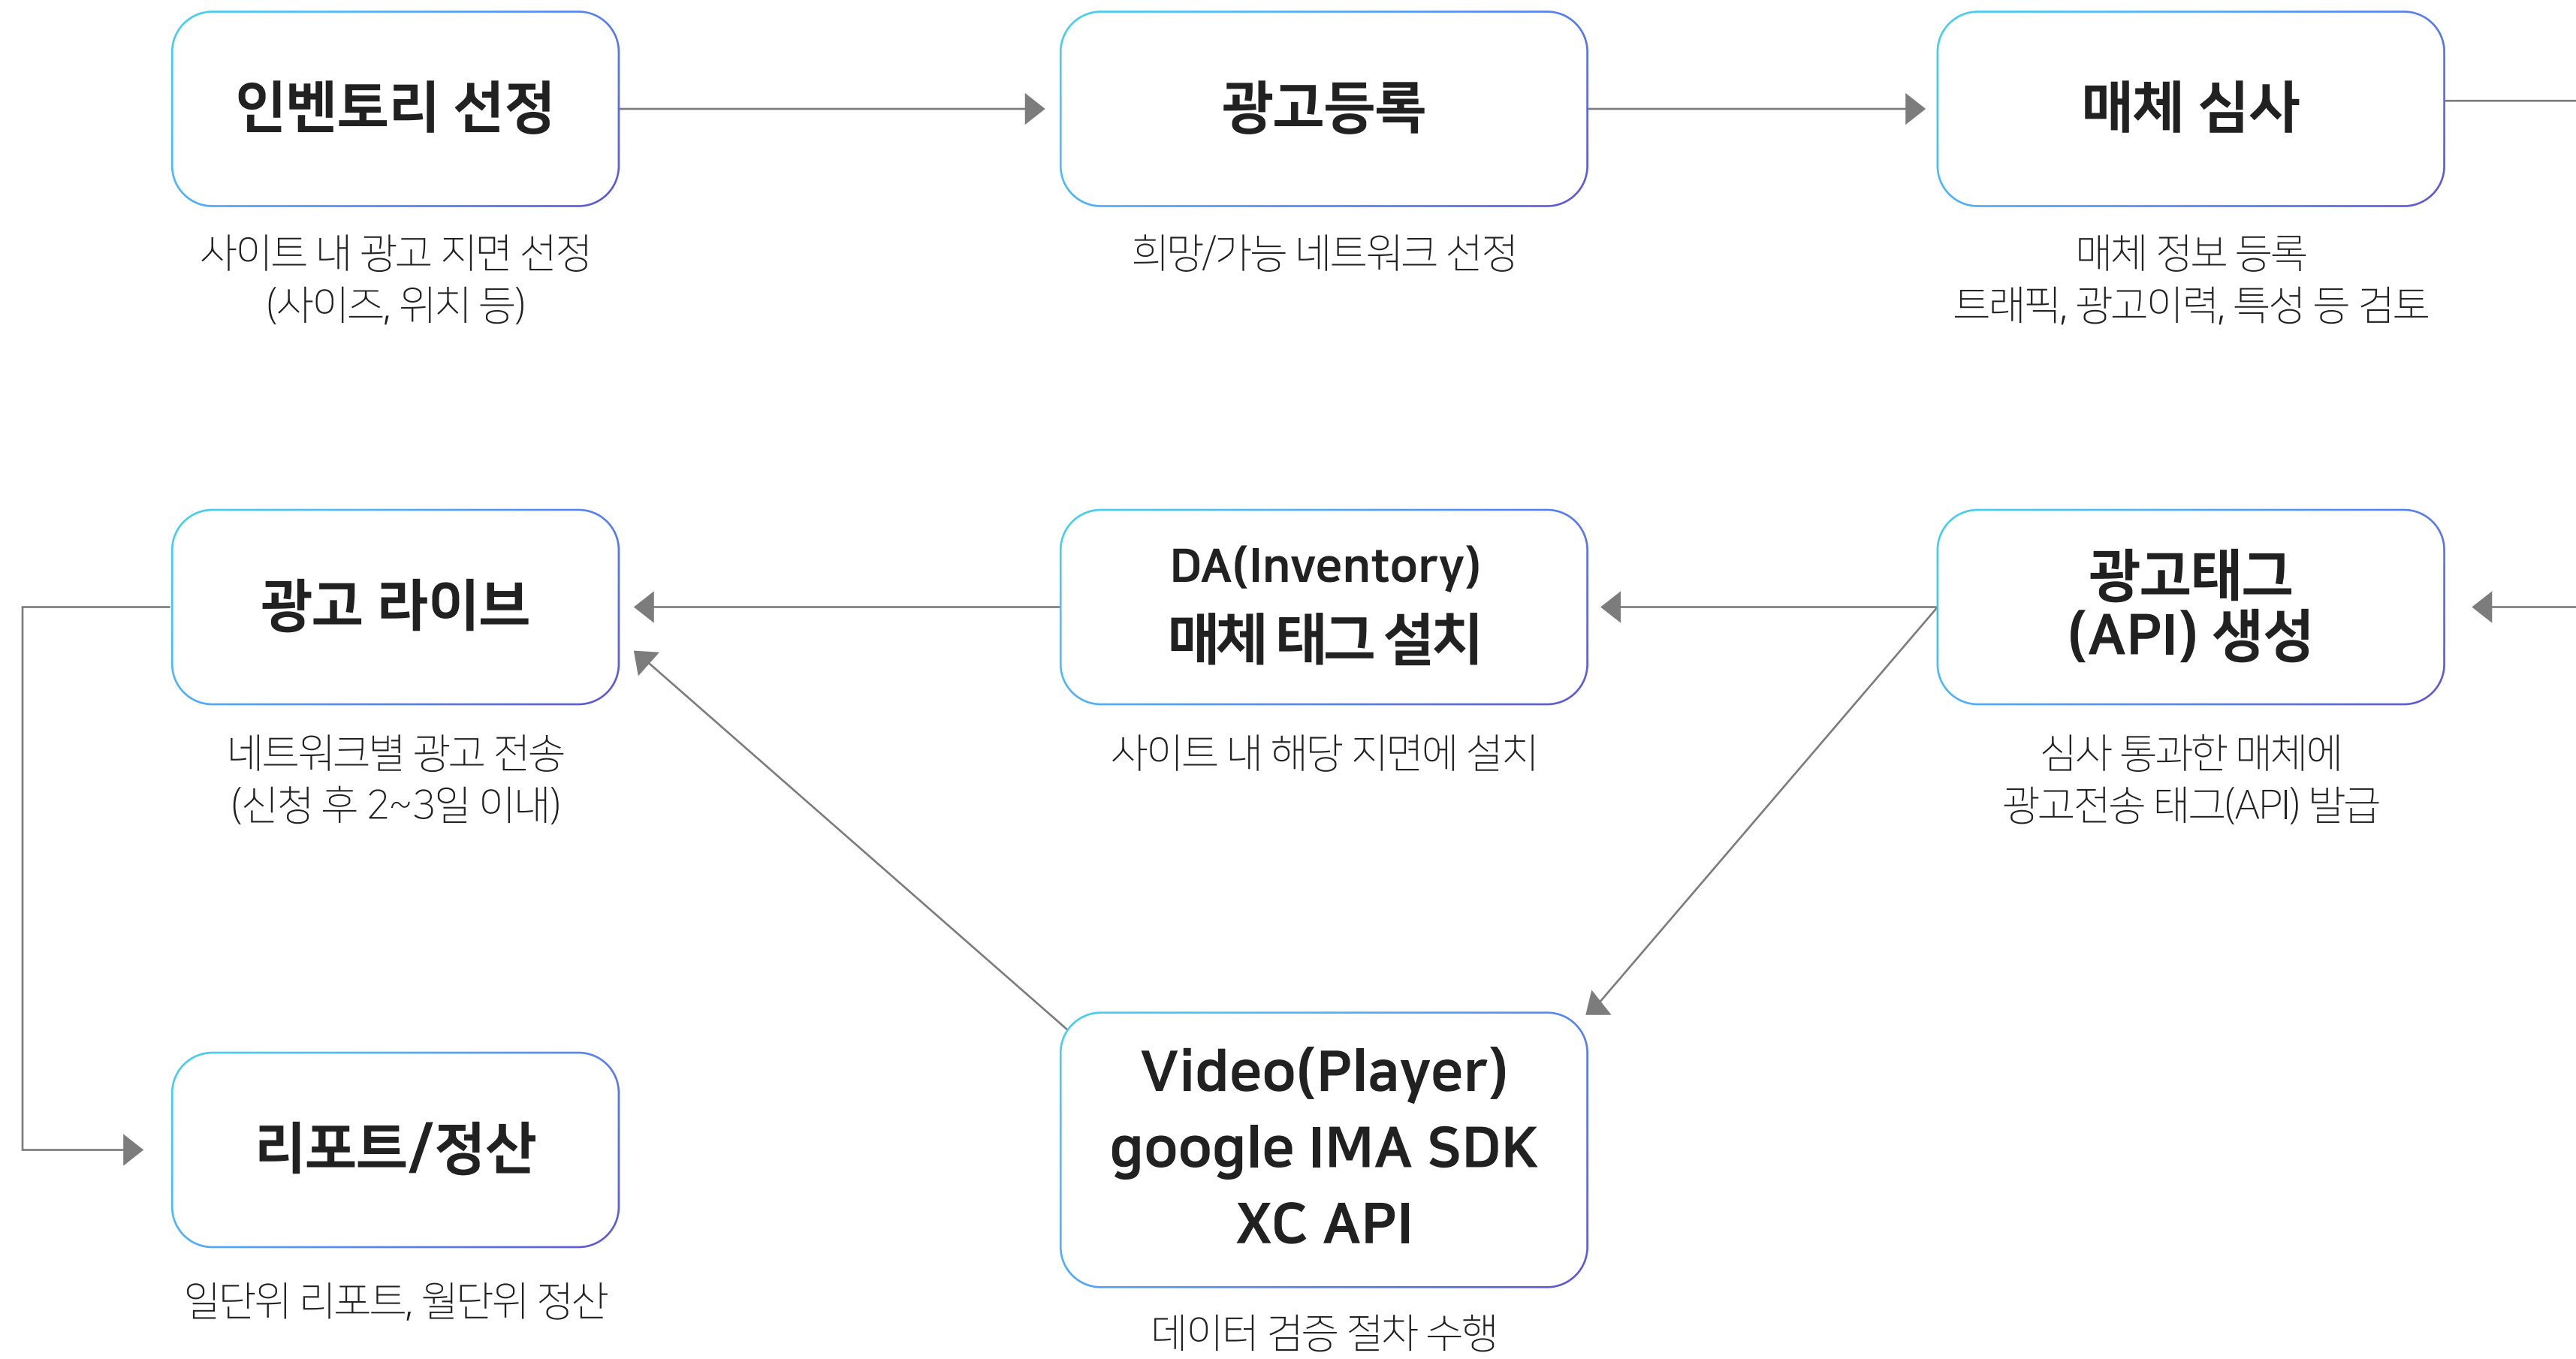 인벤토리 선정
사이트 내 광고 지면 선정
(사이즈, 위치 등)
광고등록
희망/가능 네트워크 선정
매체 심사
매체 정보 등록
트래픽, 광고이력, 특성 등 검토
광고태그
(API) 생성
심사 통과한 매체에
광고전송 태그(API) 발급
DA(Inventory)
매체 태그 설치
사이트 내 해당 지면에 설치
Video(Player)
google IMA SDK
XC API
데이터 검증 절차 수행
광고 라이브
네트워크별 광고 전송
(신청 후 2~3일 이내)
리포트/정산
일단위 리포트, 월단위 정산